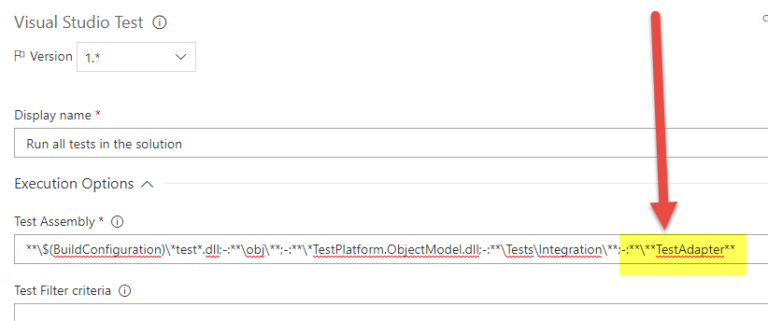 Visual Studio Test
Version 1.*
Display name *
Run all tests in the solution
Execution Options
Test Assembly *
**\$(BuildConfiguration)\*test*.dll;-:**\obj\**;-:**\*TestPlatform.ObjectModel.dll;-:**\Tests\Integration\**;-:**\**TestAdapter**
Test Filter criteria